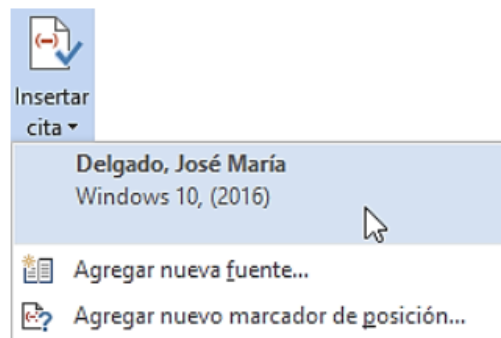 Insertar
cita
Delgado, José María
Windows 10, (2016)
Agregar nueva fuente...
Agregar nuevo marcador de posición...